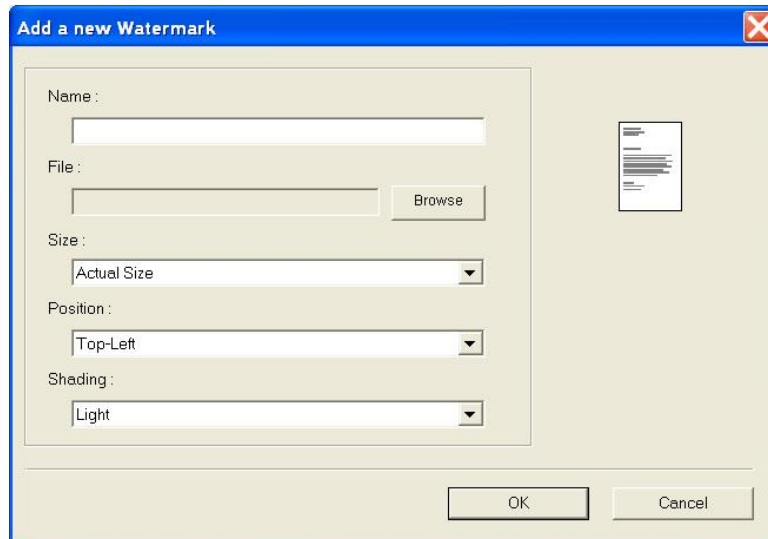 Add a new Watermark
Name :
File :
Browse
Size :
Actual Size
Position :
Top-Left
Shading :
Light
OK
Cancel